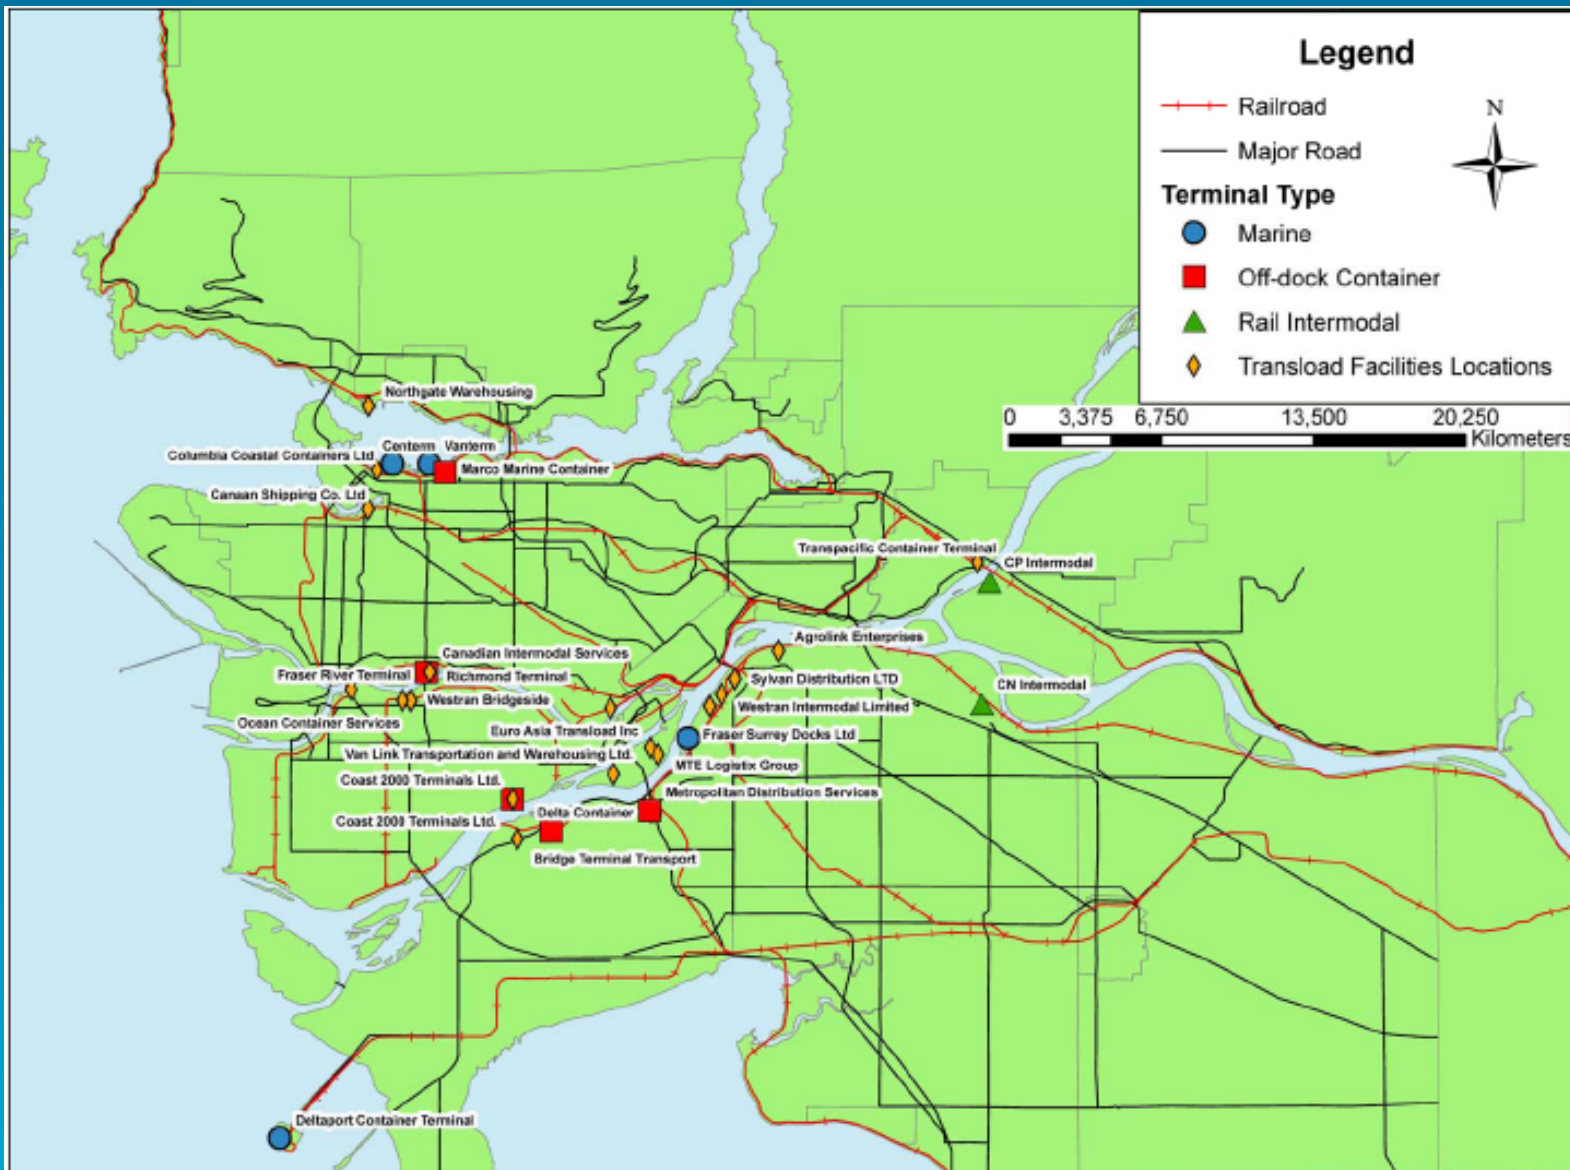 Legend
Railroad
Major Road
N
Terminal Type
Marine
Off-dock Container
Rail Intermodal
Transload Facilities Locations
0 3,375 6,750 13,500 20,250
Kilometers
Northgate Warehousing
Centerm Vanterm
Columbia Coastal Containers Ltd
Marco Marine Container
Canaan Shipping Co. Ltd
Transpacific Container Terminal
CP Intermodal
Agrolink Enterprises
Canadian Intermodal Services
Fraser River Terminal
Richmond Terminal
Sylvan Distribution LTD
CN Intermodal
Westran Bridgeside
Westran Intermodal Limited
Ocean Container Services
Euro Asia Transload Inc
Fraser Surrey Docks Ltd
Van Link Transportation and Warehousing Ltd.
MTE Logistix Group
Coast 2000 Terminals Ltd.
Metropolitan Distribution Services
Delta Container
Coast 2000 Terminals Ltd.
Bridge Terminal Transport
Deltaport Container Terminal